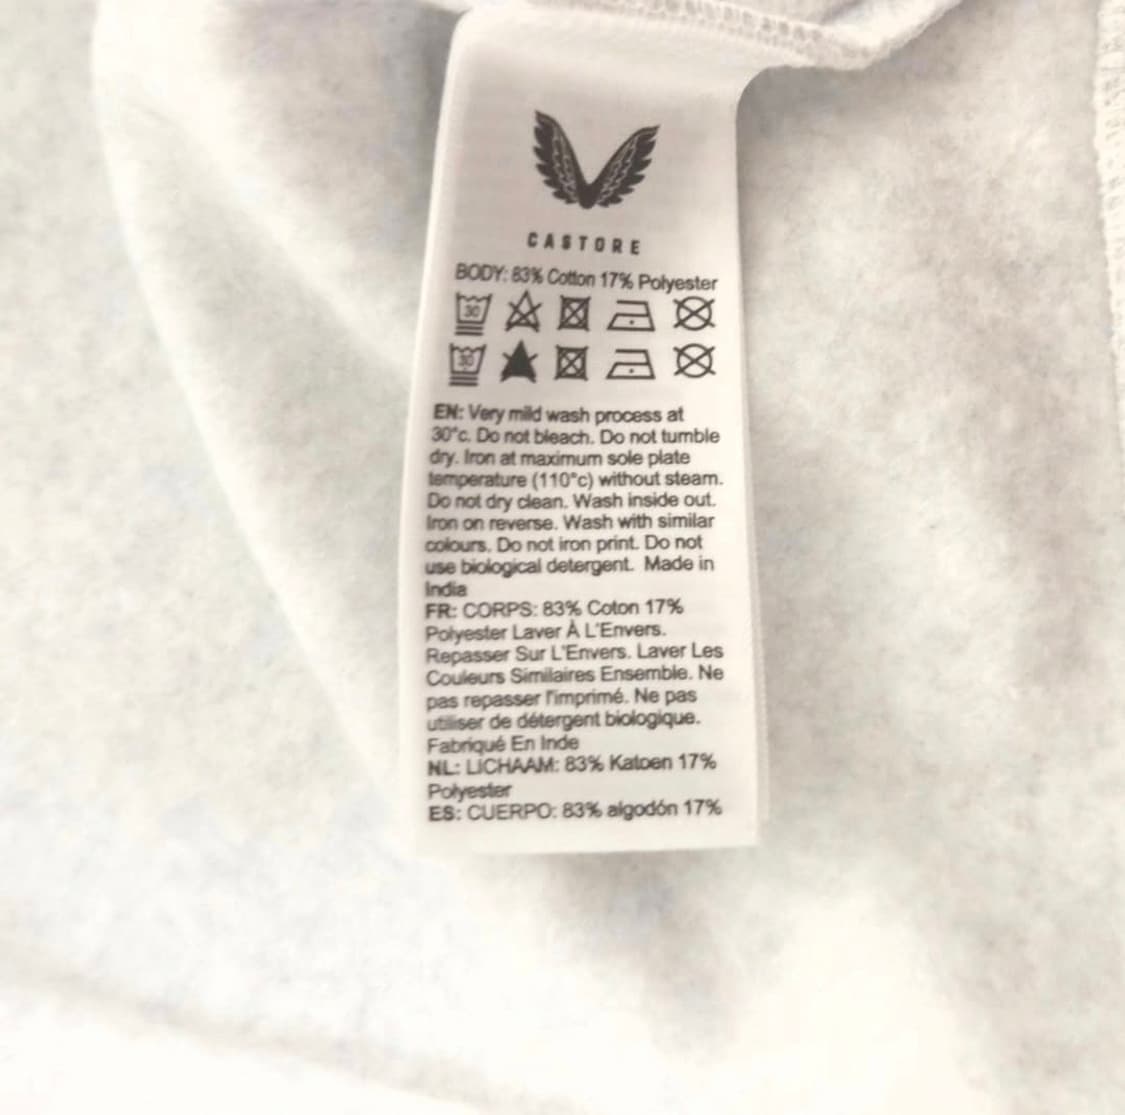 CASTORE
BODY: 83% Cotton 17% Polyester
30
30
EN: Very mild wash process at
30°c. Do not bleach. Do not tumble
dry. Iron at maximum sole plate
temperature (110°c) without steam.
Do not dry clean. Wash inside out.
Iron on reverse. Wash with similar
colours. Do not iron print. Do not
use biological detergent. Made in
India
FR: CORPS: 83% Coton 17%
Polyester Laver À L'Envers.
Repasser Sur L'Envers. Laver Les
Couleurs Similaires Ensemble. Ne
pas repasser l'imprimé. Ne pas
utiliser de détergent biologique.
Fabriqué En Inde
NL: LICHAAM: 83% Katoen 17%
Polyester
ES: CUERPO: 83% algodón 17%